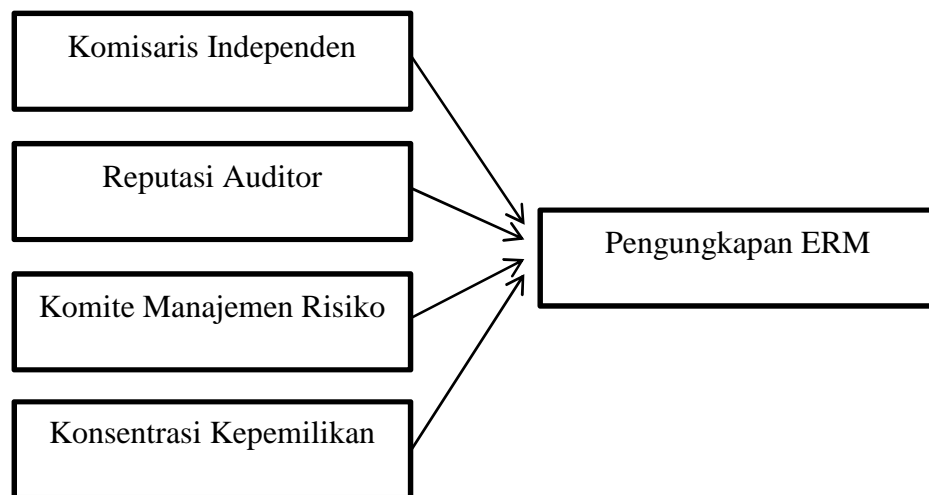 Komisaris Independen
Reputasi Auditor
Komite Manajemen Risiko
Konsentrasi Kepemilikan
Pengungkapan ERM